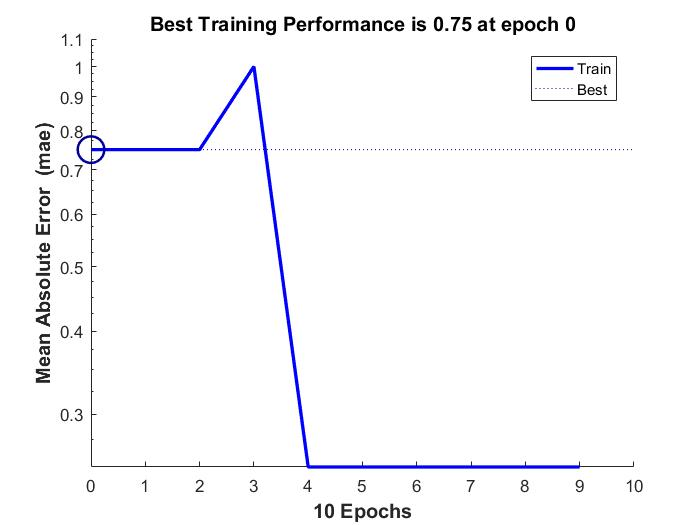 Best Training Performance is 0.75 at epoch 0
Mean Absolute Error (mae)
1.1
1
0.9
0.8
0.7
0.6
0.5
0.4
0.3
Train
Best
0 1 2 3 4 5 6 7 8 9 10
10 Epochs